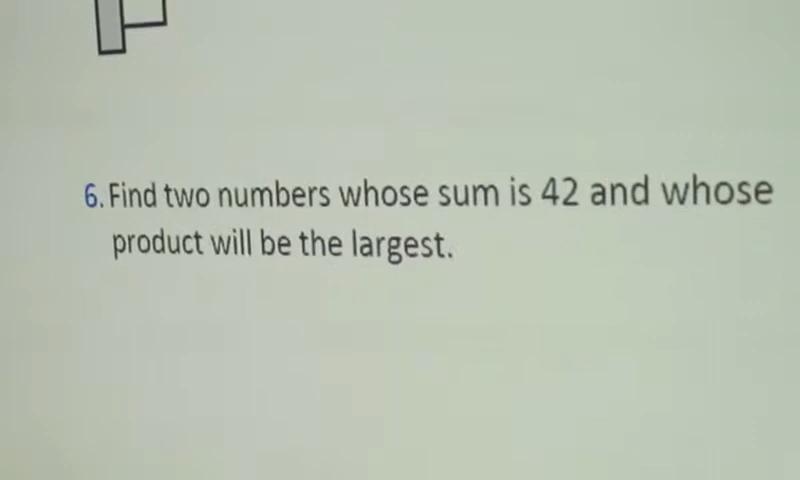 6. Find two numbers whose sum is 42 and whose
product will be the largest.